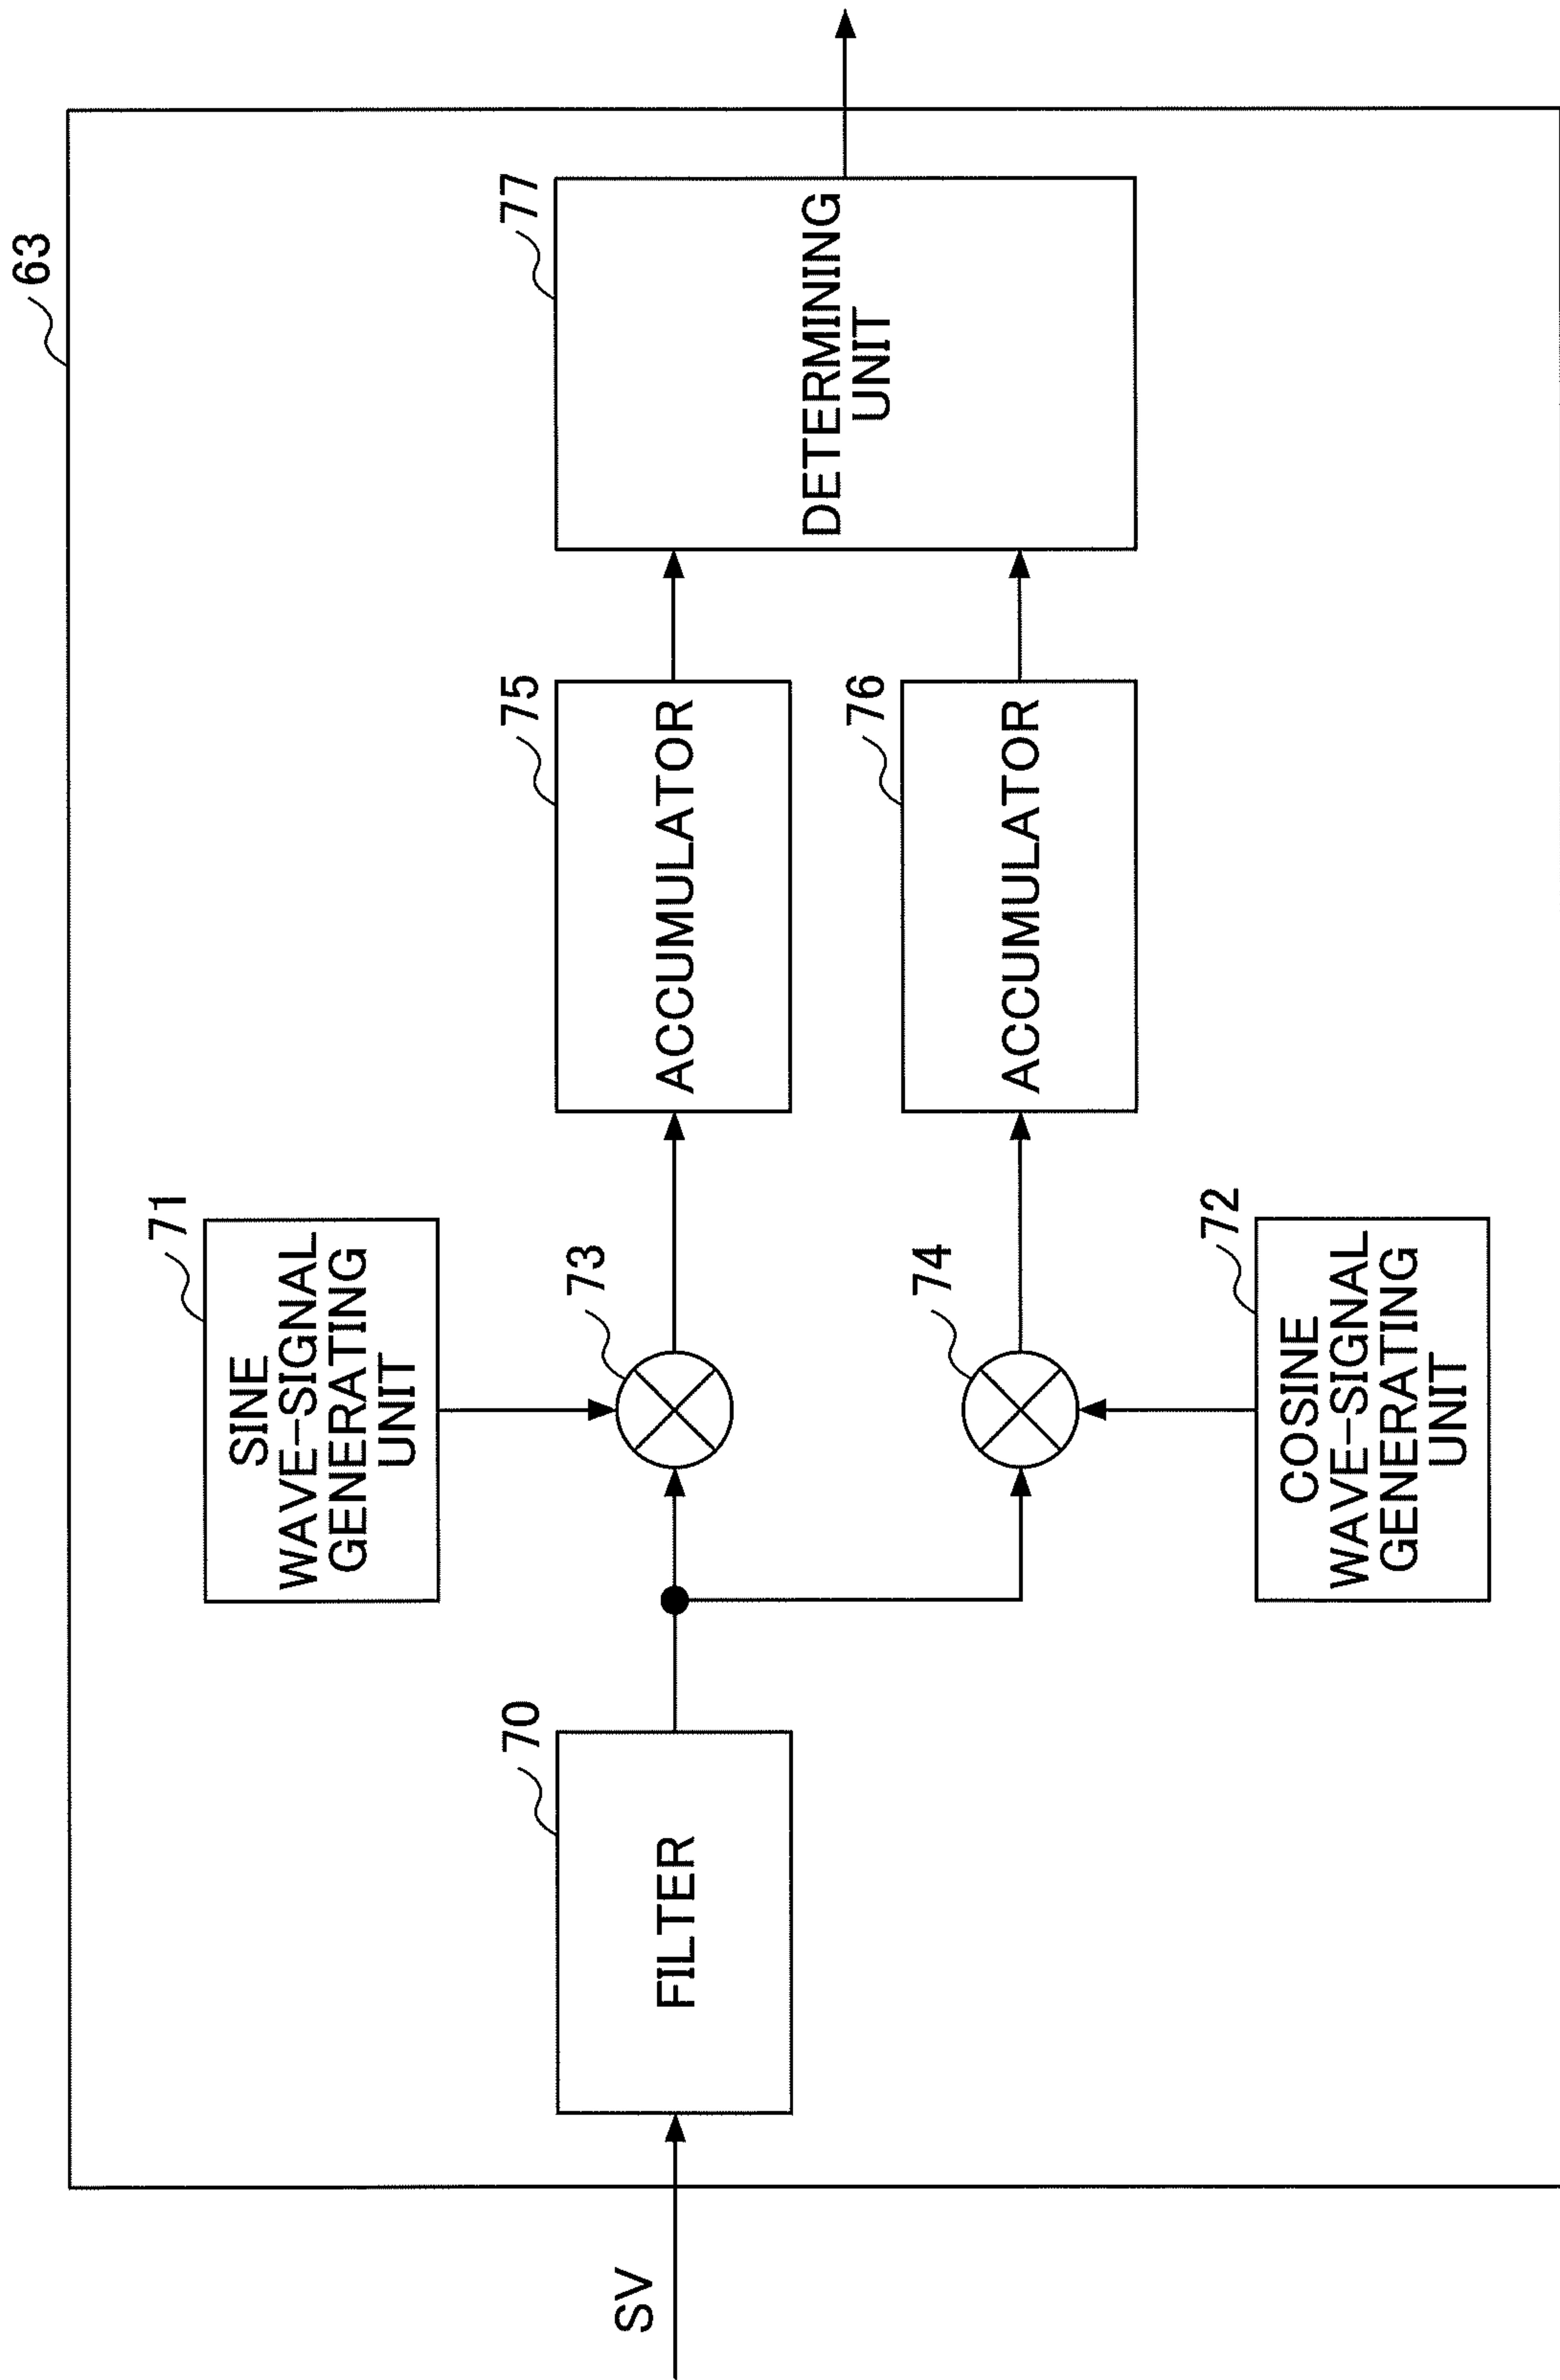 63
71
SINE
WAVE-SIGNAL
GENERATING
UNIT
SV
70
FILTER
73
75
ACCUMULATOR
77
DETERMINING
UNIT
74
76
ACCUMULATOR
72
COSINE
WAVE-SIGNAL
GENERATING
UNIT